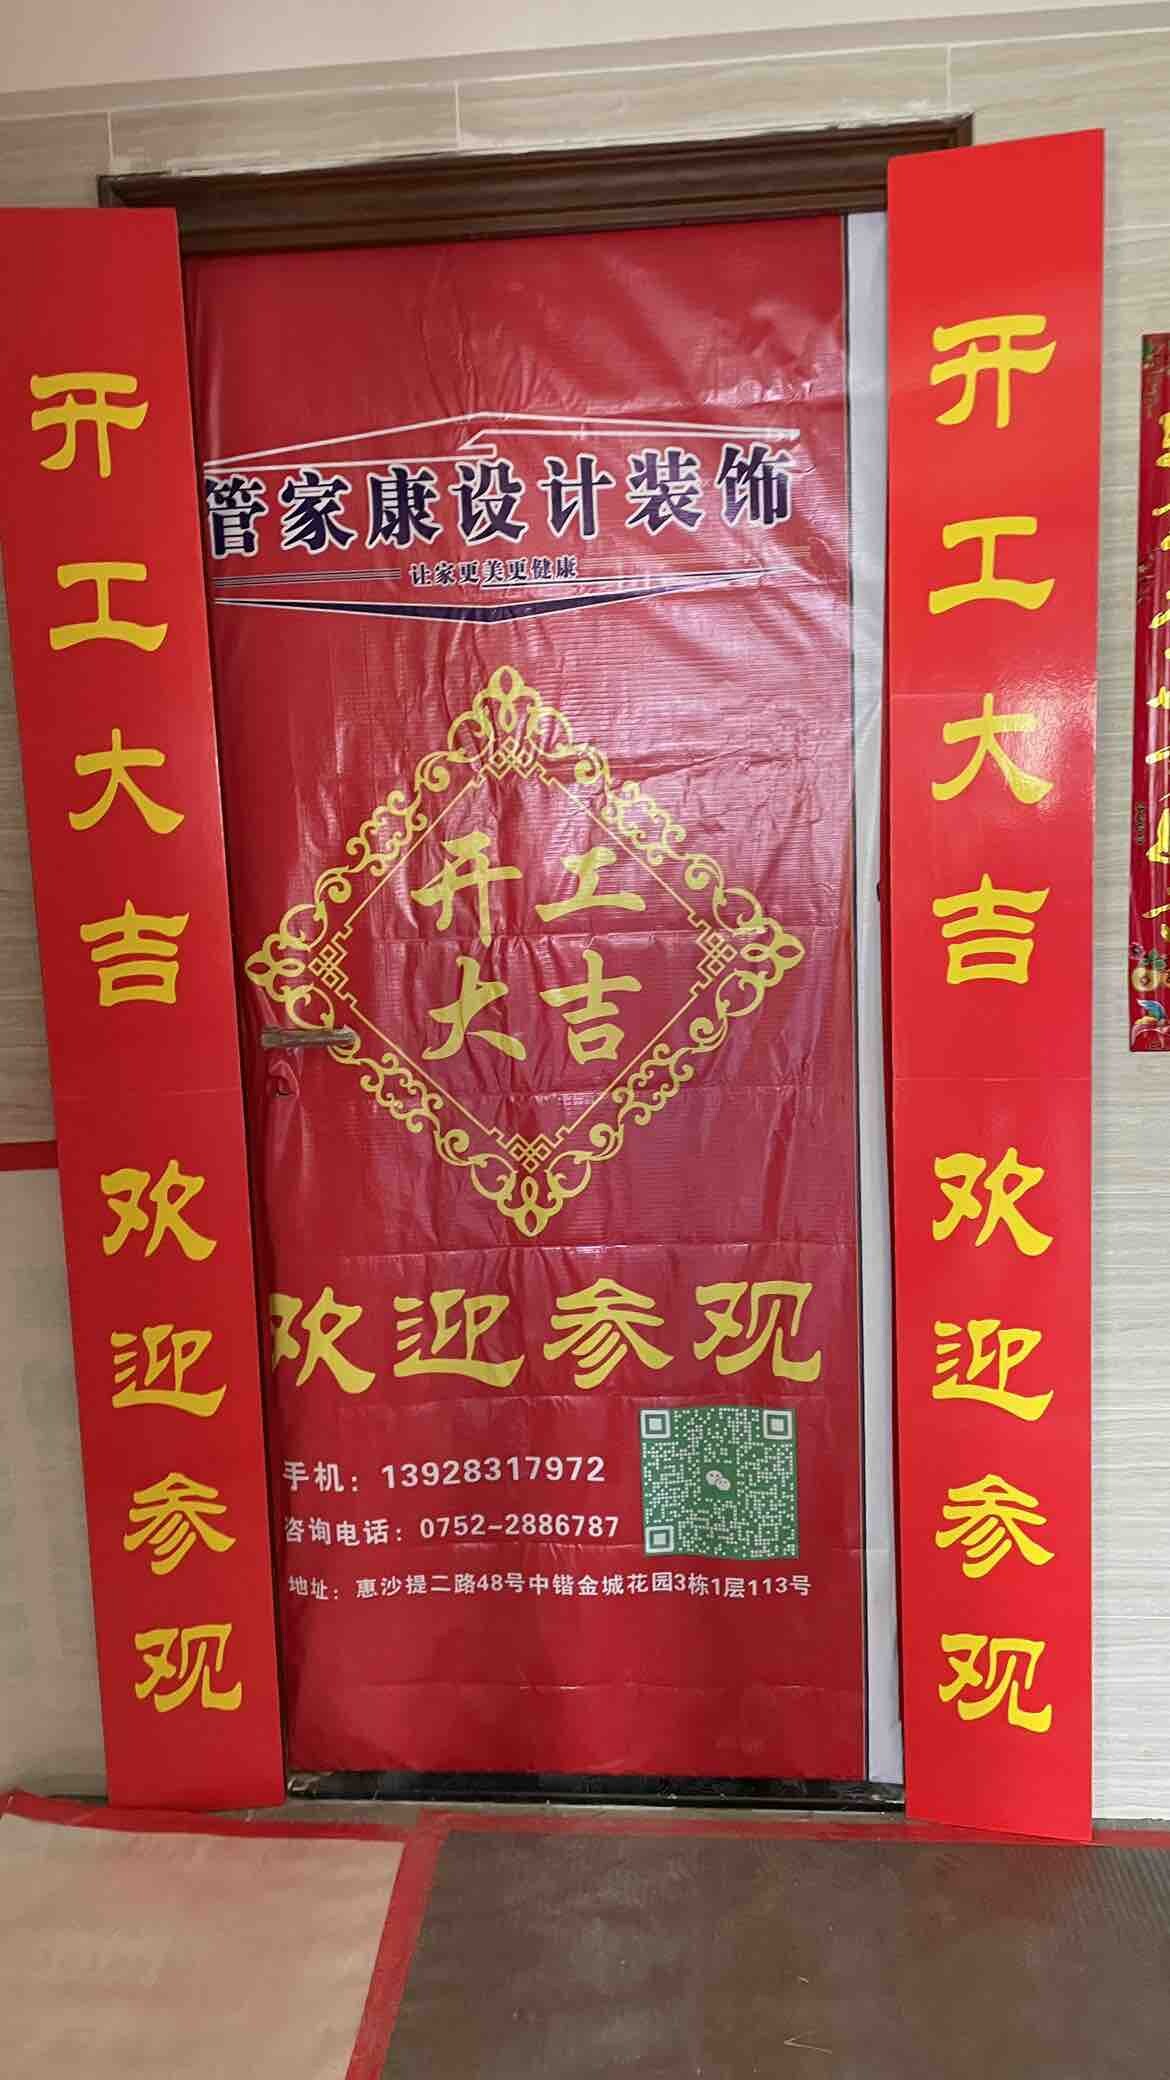 开工大吉 欢迎参观
管家康设计装饰
让家更美更健康
开工
大吉
欢迎参观
手机：13928317972
咨询电话：0752-2886787
地址：惠沙提二路48号中锴金城花园3栋1层113号
开工大吉 欢迎参观